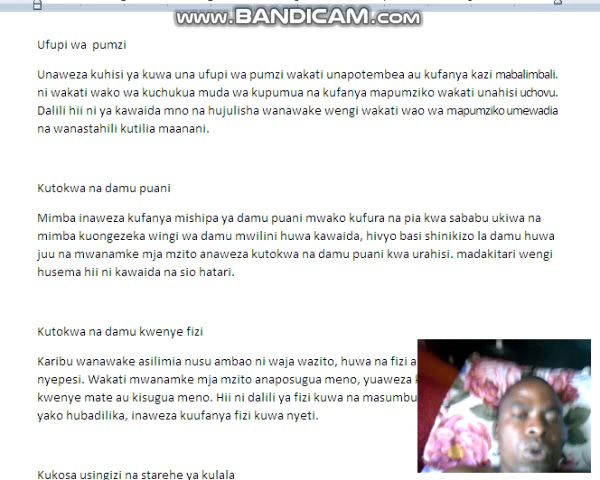 www.BANDICAM.com
Ufupi wa pumzi
Unaweza kuhisi ya kuwa una ufupi wa pumzi wakati unapotembea au kufanya kazi mabalimbali.
ni wakati wako wa kuchukua muda wa kupumua na kufanya mapumziko wakati unahisi uchovu.
Dalili hii ni ya kawaida mno na hujulisha wanawake wengi wakati wao wa mapumziko umewadia
na wanastahili kutilia maanani.
Kutokwa na damu puani
Mimba inaweza kufanya mishipa ya damu puani mwako kufura na pia kwa sababu ukiwa na
mimba kuongezeka wingi wa damu mwilini huwa kawaida, hivyo basi shinikizo la damu huwa
juu na mwanamke mja mzito anaweza kutokwa na damu puani kwa urahisi. madakitari wengi
husema hii ni kawaida na sio hatari.
Kutokwa na damu kwenye fizi
Karibu wanawake asilimia nusu ambao ni waja wazito, huwa na fizi
nyepesi. Wakati mwanamke mja mzito anaposugua meno, yuaweza
kwenye mate au kisugua meno. Hii ni dalili ya fizi kuwa na
yako hubadilika, inaweza kuufanya fizi kuwa nyeti.
Kukosa usingizi na starehe ya kulala